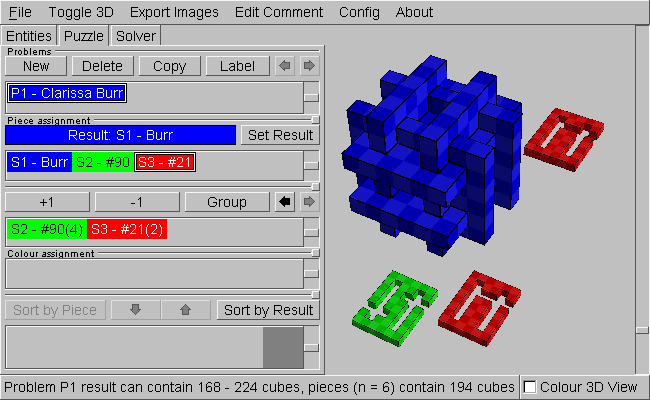 File Toggle 3D Export Images Edit Comment Config About
Entities Puzzle Solver
Problems
New Delete Copy Label
P1 - Clarissa Burr
Piece assignment
Result: S1 - Burr Set Result
S1 - Burr S2 - #90 S3 - #21
+1 -1 Group
S2 - #90(4) S3 - #21(2)
Colour assignment
Sort by Piece Sort by Result
Problem P1 result can contain 168 - 224 cubes, pieces (n = 6) contain 194 cubes Colour 3D View